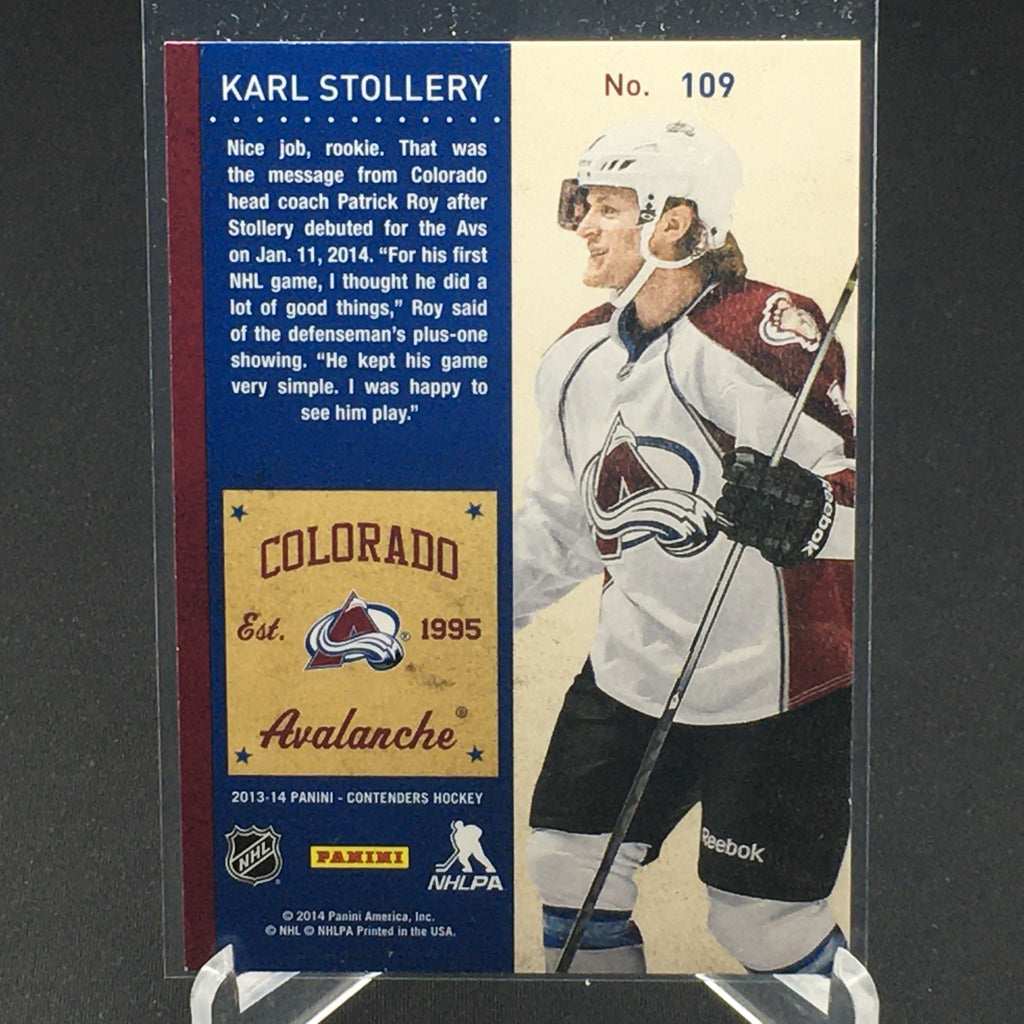 KARL STOLLERY
No. 109
Nice job, rookie. That was
the message from Colorado
head coach Patrick Roy after
Stollery debuted for the Avs
on Jan. 11, 2014. “For his first
NHL game, I thought he did a
lot of good things,” Roy said
of the defenseman’s plus-one
showing. “He kept his game
very simple. I was happy to
see him play.”
COLORADO
Est. A ® 1995
Avalanche®
2013-14 PANINI - CONTENDERS HOCKEY
NHL ® PANINI NHLPA
© 2014 Panini America, Inc.
© NHL © NHLPA Printed in the USA.
A
Reebok
Reebok